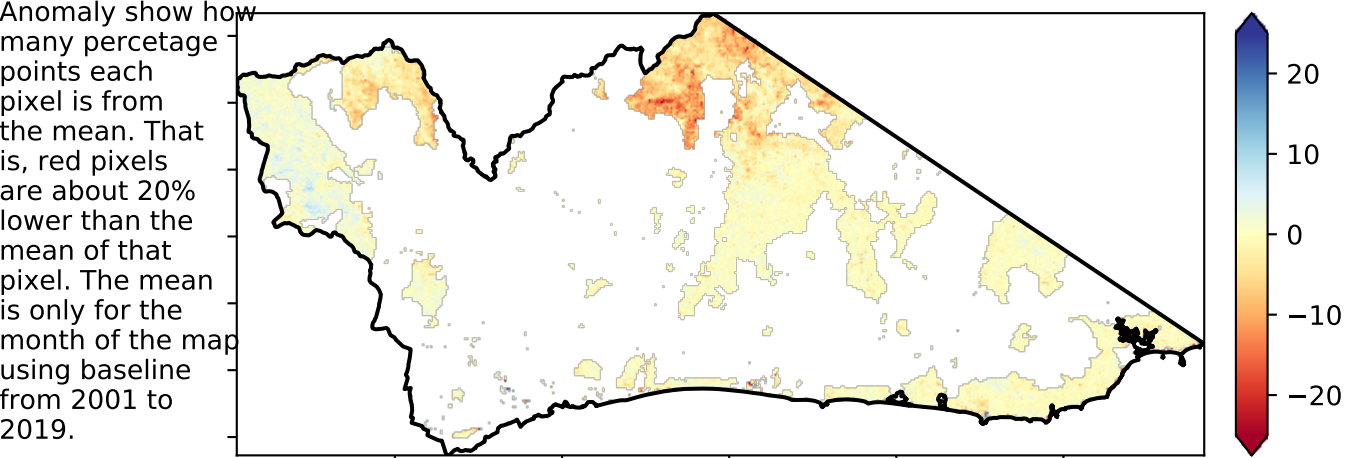 Anomaly show how
many percetage
points each
pixel is from
the mean. That
is, red pixels
are about 20%
lower than the
mean of that
pixel. The mean
is only for the
month of the map
using baseline
from 2001 to
2019.
20
10
0
−10
−20